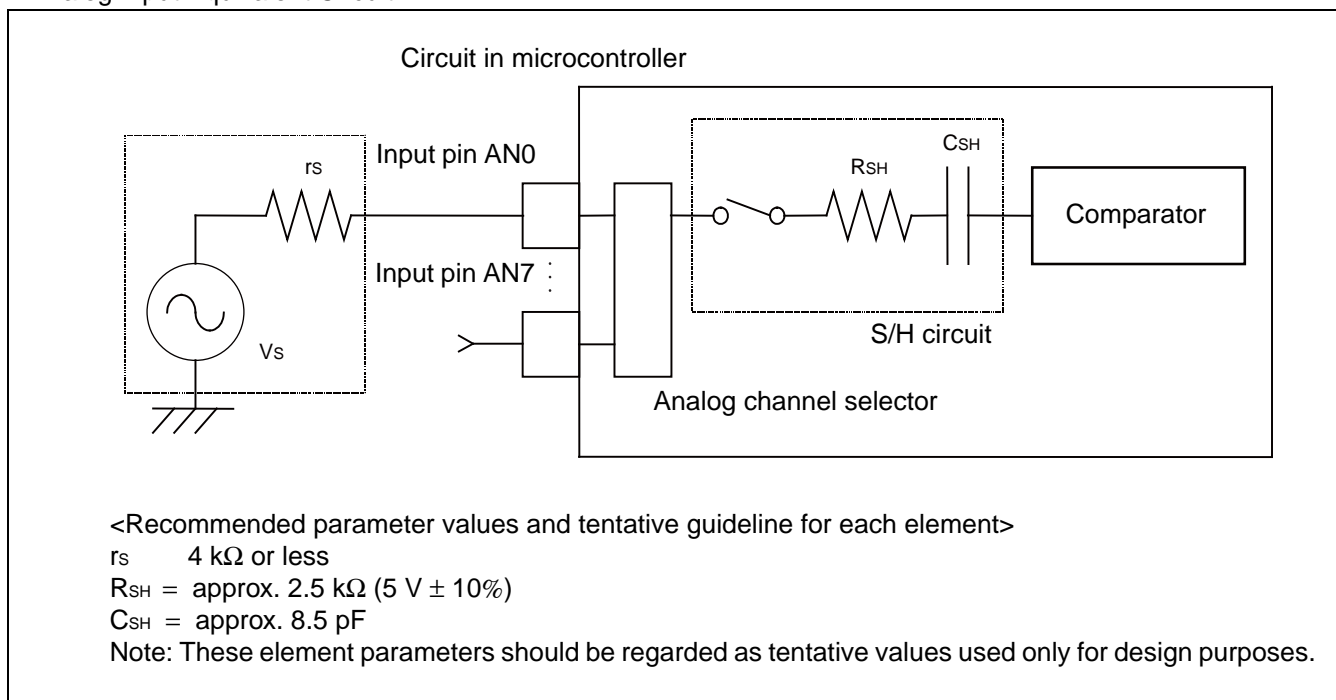 Circuit in microcontroller
Input pin AN0
rs
CSH
RSH
Comparator
Input pin AN7
Vs
S/H circuit
Analog channel selector
<Recommended parameter values and tentative guideline for each element>
rs 4 kΩ or less
RSH = approx. 2.5 kΩ (5 V ± 10%)
CSH = approx. 8.5 pF
Note: These element parameters should be regarded as tentative values used only for design purposes.